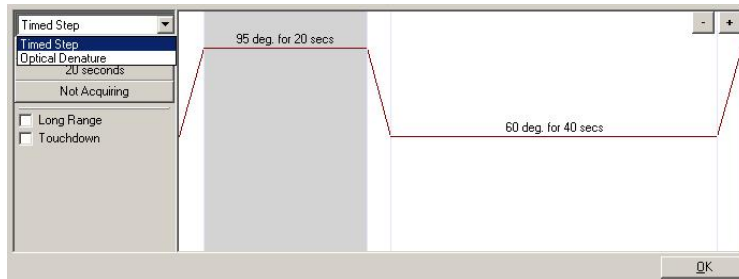 Timed Step
Timed Step
Optical Denature
20 seconds
Not Acquiring
Long Range
Touchdown
95 deg. for 20 secs
60 deg. for 40 secs
- +
OK